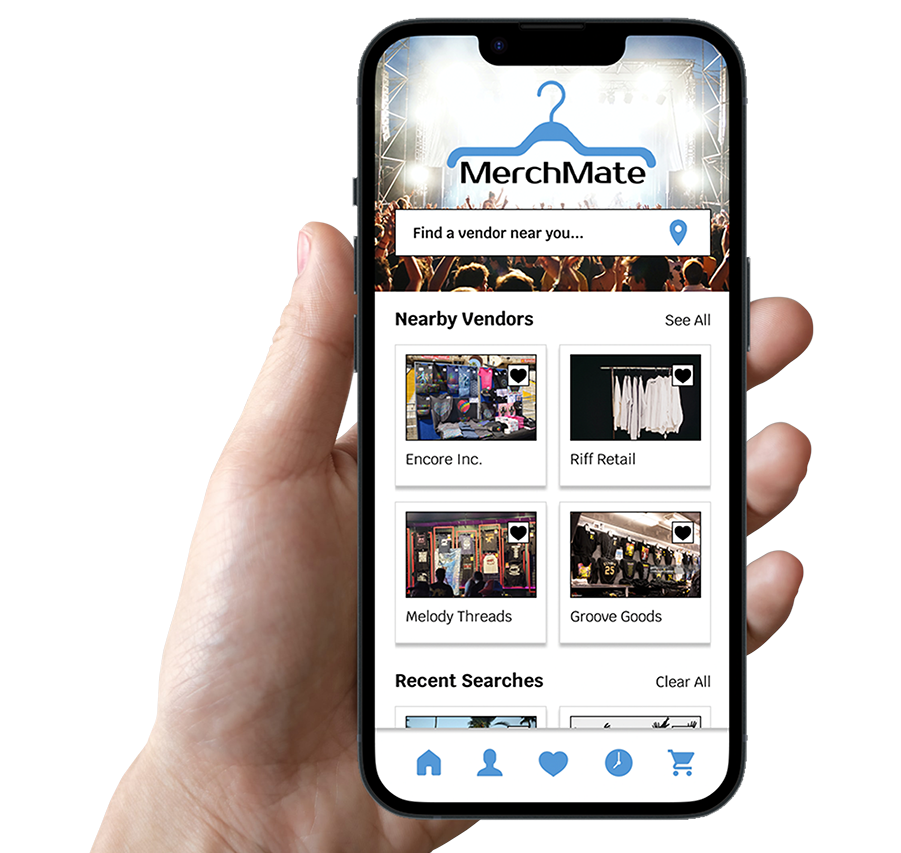 MerchMate
Find a vendor near you...
Nearby Vendors
See All
Encore Inc.
Riff Retail
Melody Threads
Groove Goods
Recent Searches
Clear All